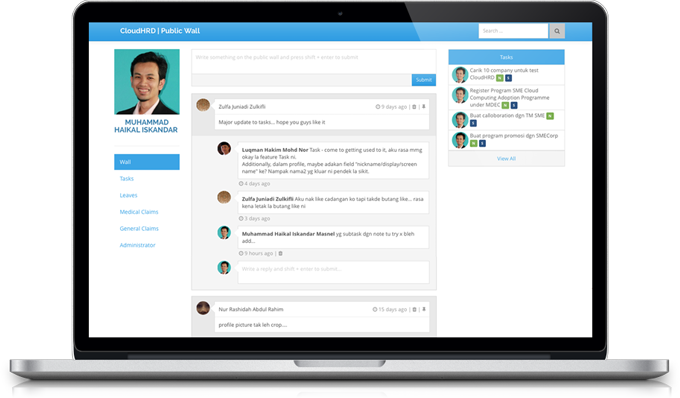 CloudHRD | Public Wall
Search ...
MUHAMMAD
HAIKAL ISKANDAR
Wall
Tasks
Leaves
Medical Claims
General Claims
Administrator
Write something on the public wall and press shift + enter to submit
Submit
Zulfa Juniadi Zulkifli
9 days ago |
Major update to tasks... hope you guys like it
Luqman Hakim Mohd Nor Task - come to getting used to it, aku rasa mmg
okay la feature Task ni.
Additionally, dalam profile, maybe adakan field "nickname/display/screen
name" ke? Nampak nama2 yg kluar ni pendek la sikit.
4 days ago
Zulfa Juniadi Zulkifli Aku nak like cadangan ko tapi takde butang like... rasa
kena letak la butang like ni
3 days ago
Muhammad Haikal Iskandar Masnel yg subtask dgn note tu try x bleh
add...
9 hours ago |
Write a reply and shift + enter to submit...
Nur Rashidah Abdul Rahim
15 days ago |
profile picture tak leh crop....
Tasks
Carik 10 company untuk test
CloudHRD
Register Program SME Cloud
Computing Adoption Programme
under MDEC
Buat calloboration dgn TM SME
Buat program promosi dgn SMECorp
View All